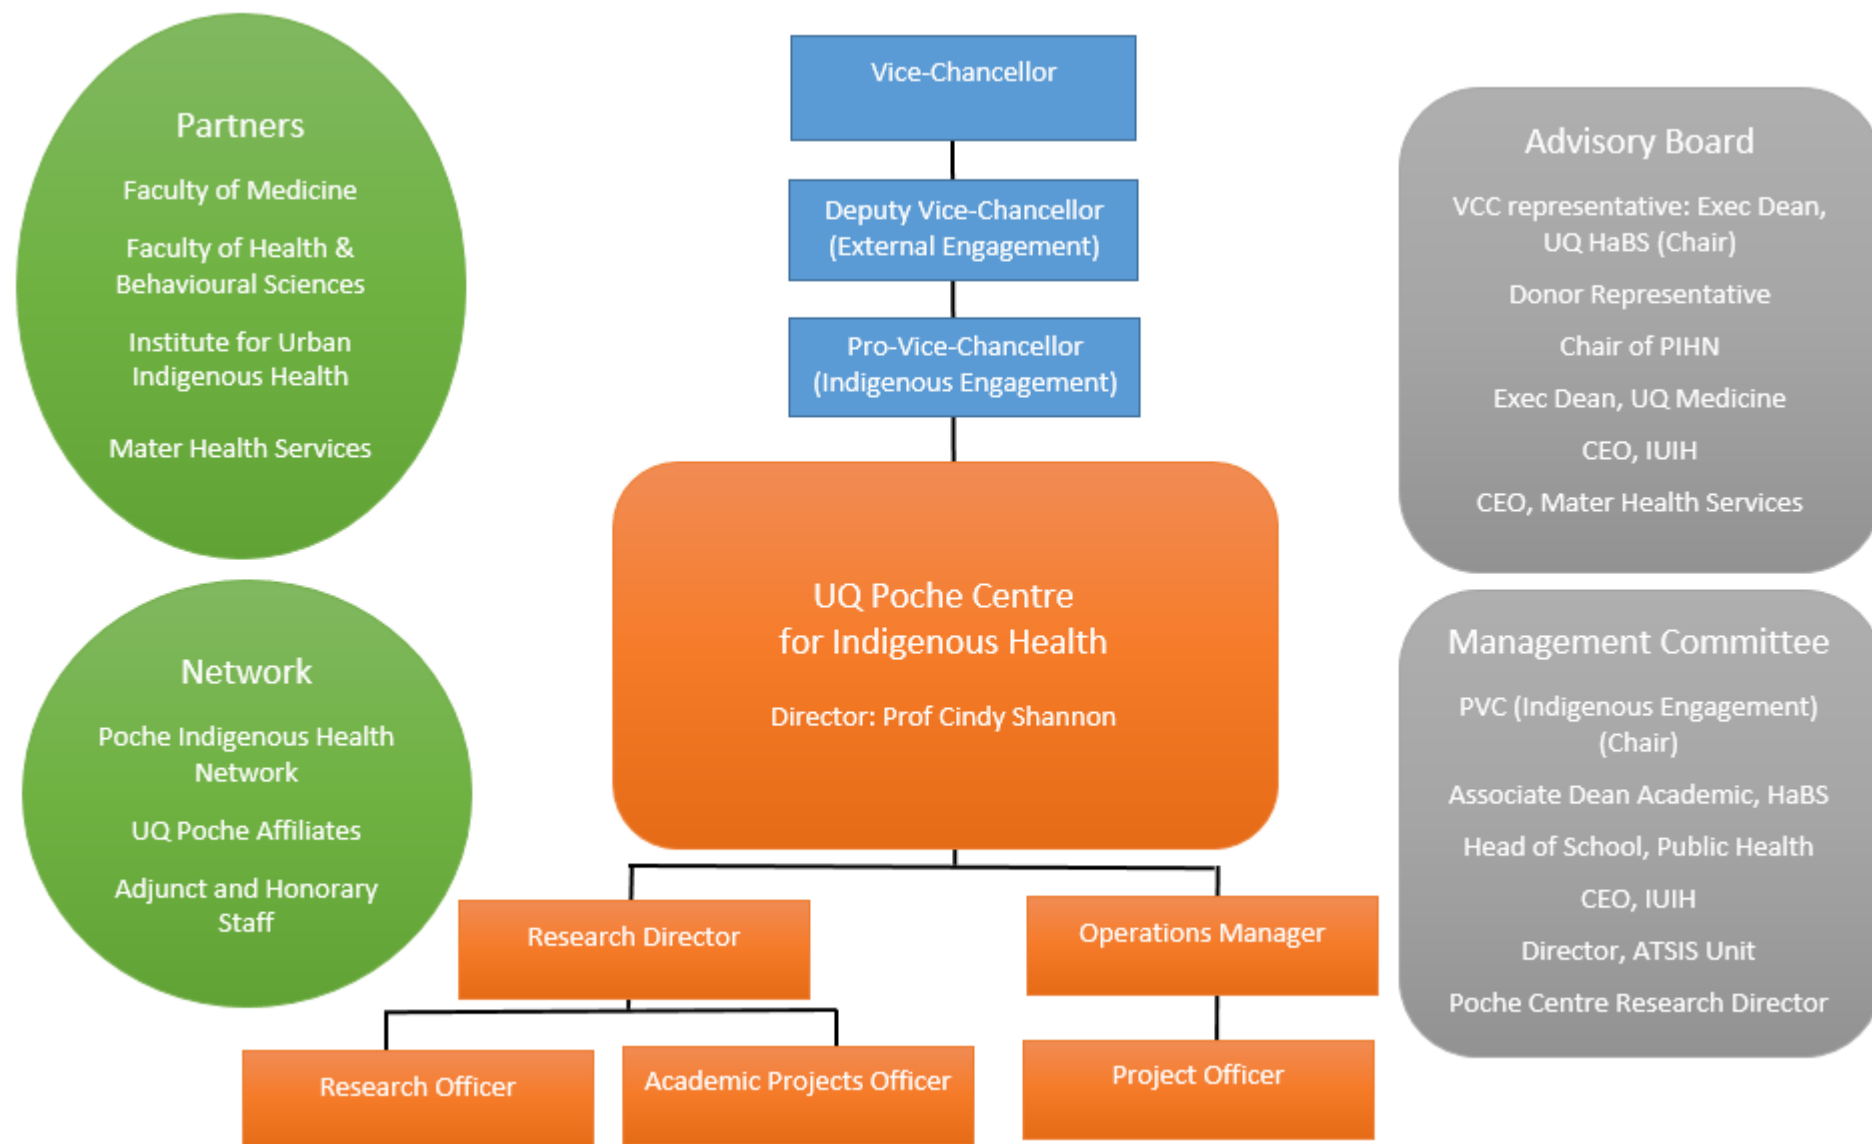 Partners
Faculty of Medicine
Faculty of Health &
Behavioural Sciences
Institute for Urban
Indigenous Health
Mater Health Services
Network
Poche Indigenous Health
Network
UQ Poche Affiliates
Adjunct and Honorary
Staff
Vice-Chancellor
Deputy Vice-Chancellor
(External Engagement)
Pro-Vice-Chancellor
(Indigenous Engagement)
UQ Poche Centre
for Indigenous Health
Director: Prof Cindy Shannon
Research Director
Operations Manager
Research Officer
Academic Projects Officer
Project Officer
Advisory Board
VCC representative: Exec Dean,
UQ HaBS (Chair)
Donor Representative
Chair of PIHN
Exec Dean, UQ Medicine
CEO, IUIH
CEO, Mater Health Services
Management Committee
PVC (Indigenous Engagement)
(Chair)
Associate Dean Academic, HaBS
Head of School, Public Health
CEO, IUIH
Director, ATSIS Unit
Poche Centre Research Director